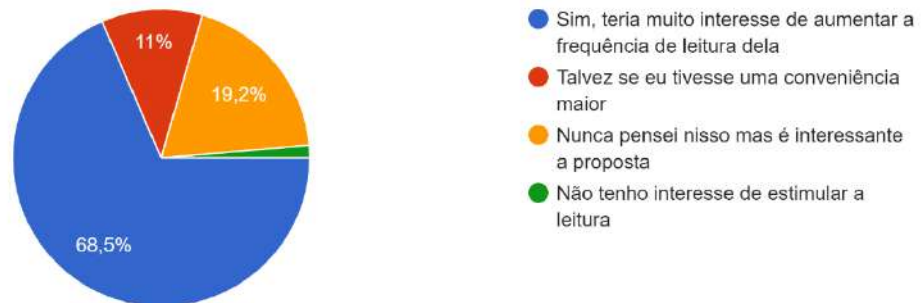 11%
19,2%
68,5%
Sim, teria muito interesse de aumentar a
frequência de leitura dela
Talvez se eu tivesse uma conveniência
maior
Nunca pensei nisso mas é interessante
a proposta
Não tenho interesse de estimular a
leitura